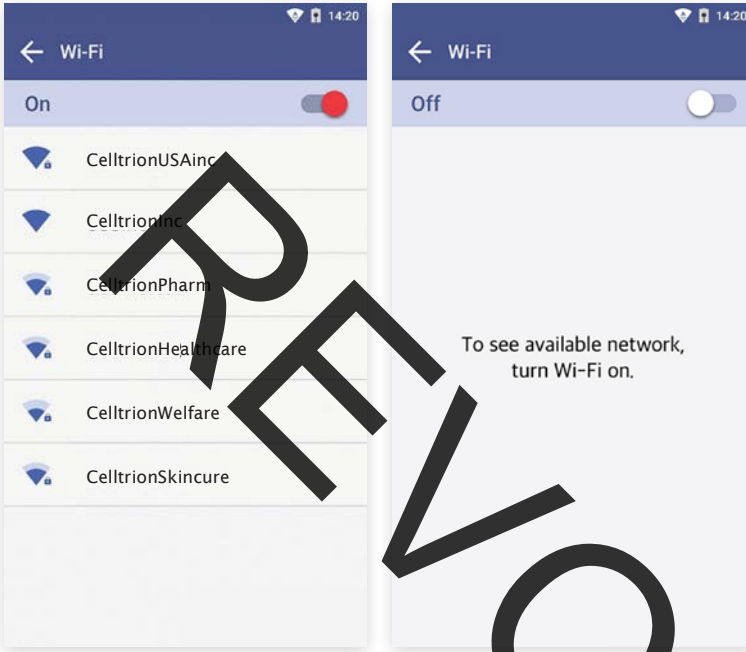 14:20
Wi-Fi
On
CelltrionUSAinc
CelltrionInc
CelltrionPharm
CelltrionHealthcare
CelltrionWelfare
CelltrionSkincure
14:20
Wi-Fi
Off
To see available network,
turn Wi-Fi on.
REVO